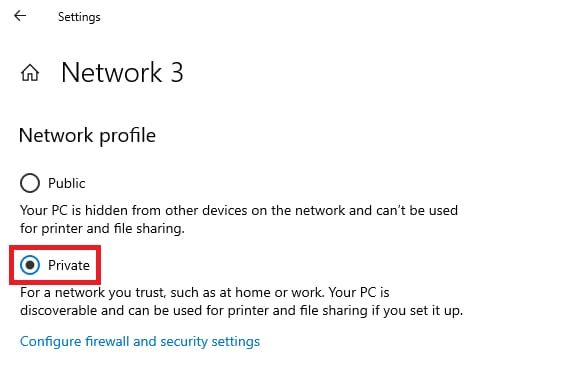 Settings
Network 3
Network profile
Public
Your PC is hidden from other devices on the network and can't be used
for printer and file sharing.
Private
For a network you trust, such as at home or work. Your PC is
discoverable and can be used for printer and file sharing if you set it up.
Configure firewall and security settings